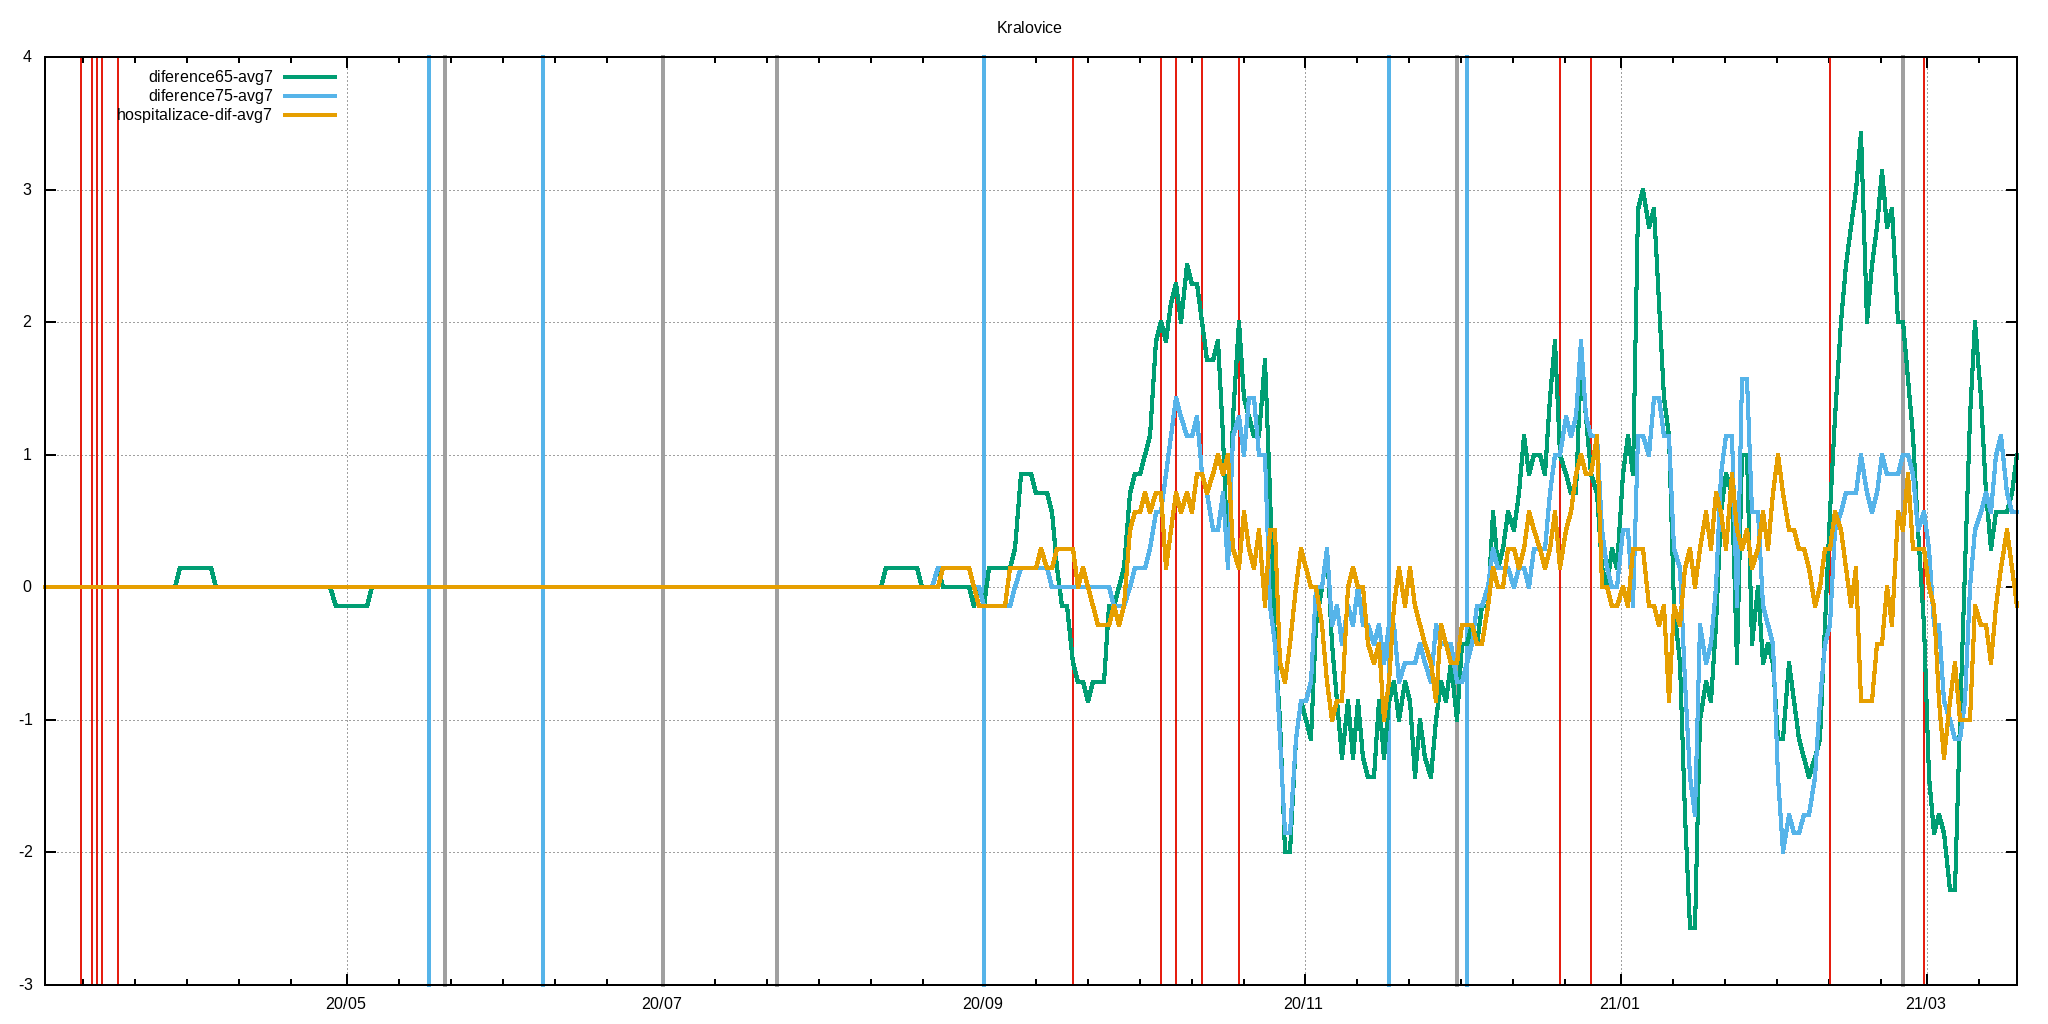 Kralovice
4
diference65-avg7
diference75-avg7
hospitalizace-dif-avg7
3
2
1
0
-1
-2
-3
20/05 20/07 20/09 20/11 21/01 21/03